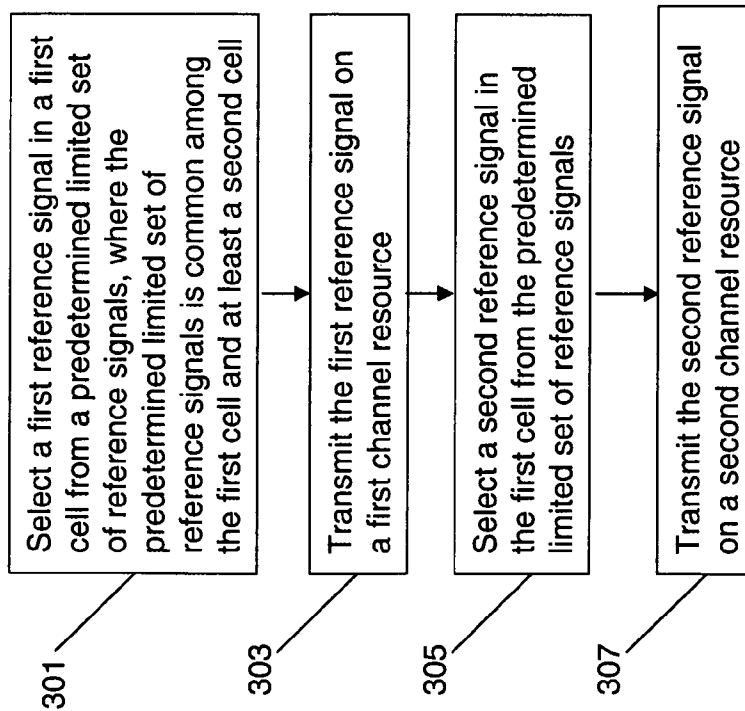 301
Select a first reference signal in a first
cell from a predetermined limited set
of reference signals, where the
predetermined limited set of
reference signals is common among
the first cell and at least a second cell
303
Transmit the first reference signal on
a first channel resource
305
Select a second reference signal in
the first cell from the predetermined
limited set of reference signals
307
Transmit the second reference signal
on a second channel resource